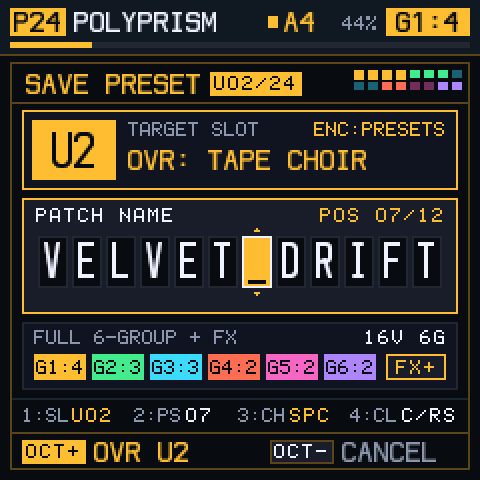 P24 POLYPRISM A4 44% G1:4
SAVE PRESET U02/24
U2 TARGET SLOT ENC:PRESETS
OVR: TAPE CHOIR
PATCH NAME POS 07/12
VELVET_DRIFT
FULL 6-GROUP + FX 16V 6G
G1:4 G2:3 G3:3 G4:2 G5:2 G6:2 FX+
1:SLU02 2:PS07 3:CHSPC 4:CLC/RS
OCT+ OVR U2 OCT- CANCEL